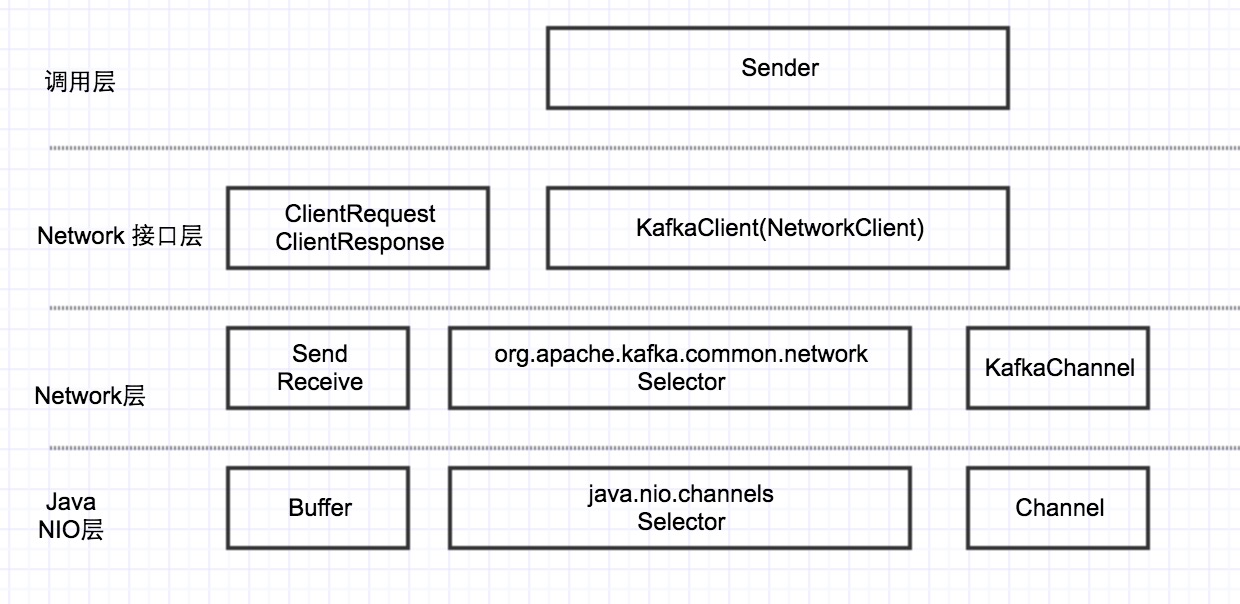 调用层
Sender
Network 接口层
ClientRequest
ClientResponse
KafkaClient(NetworkClient)
Network层
Send
Receive
org.apache.kafka.common.network
Selector
KafkaChannel
Java
NIO层
Buffer
java.nio.channels
Selector
Channel